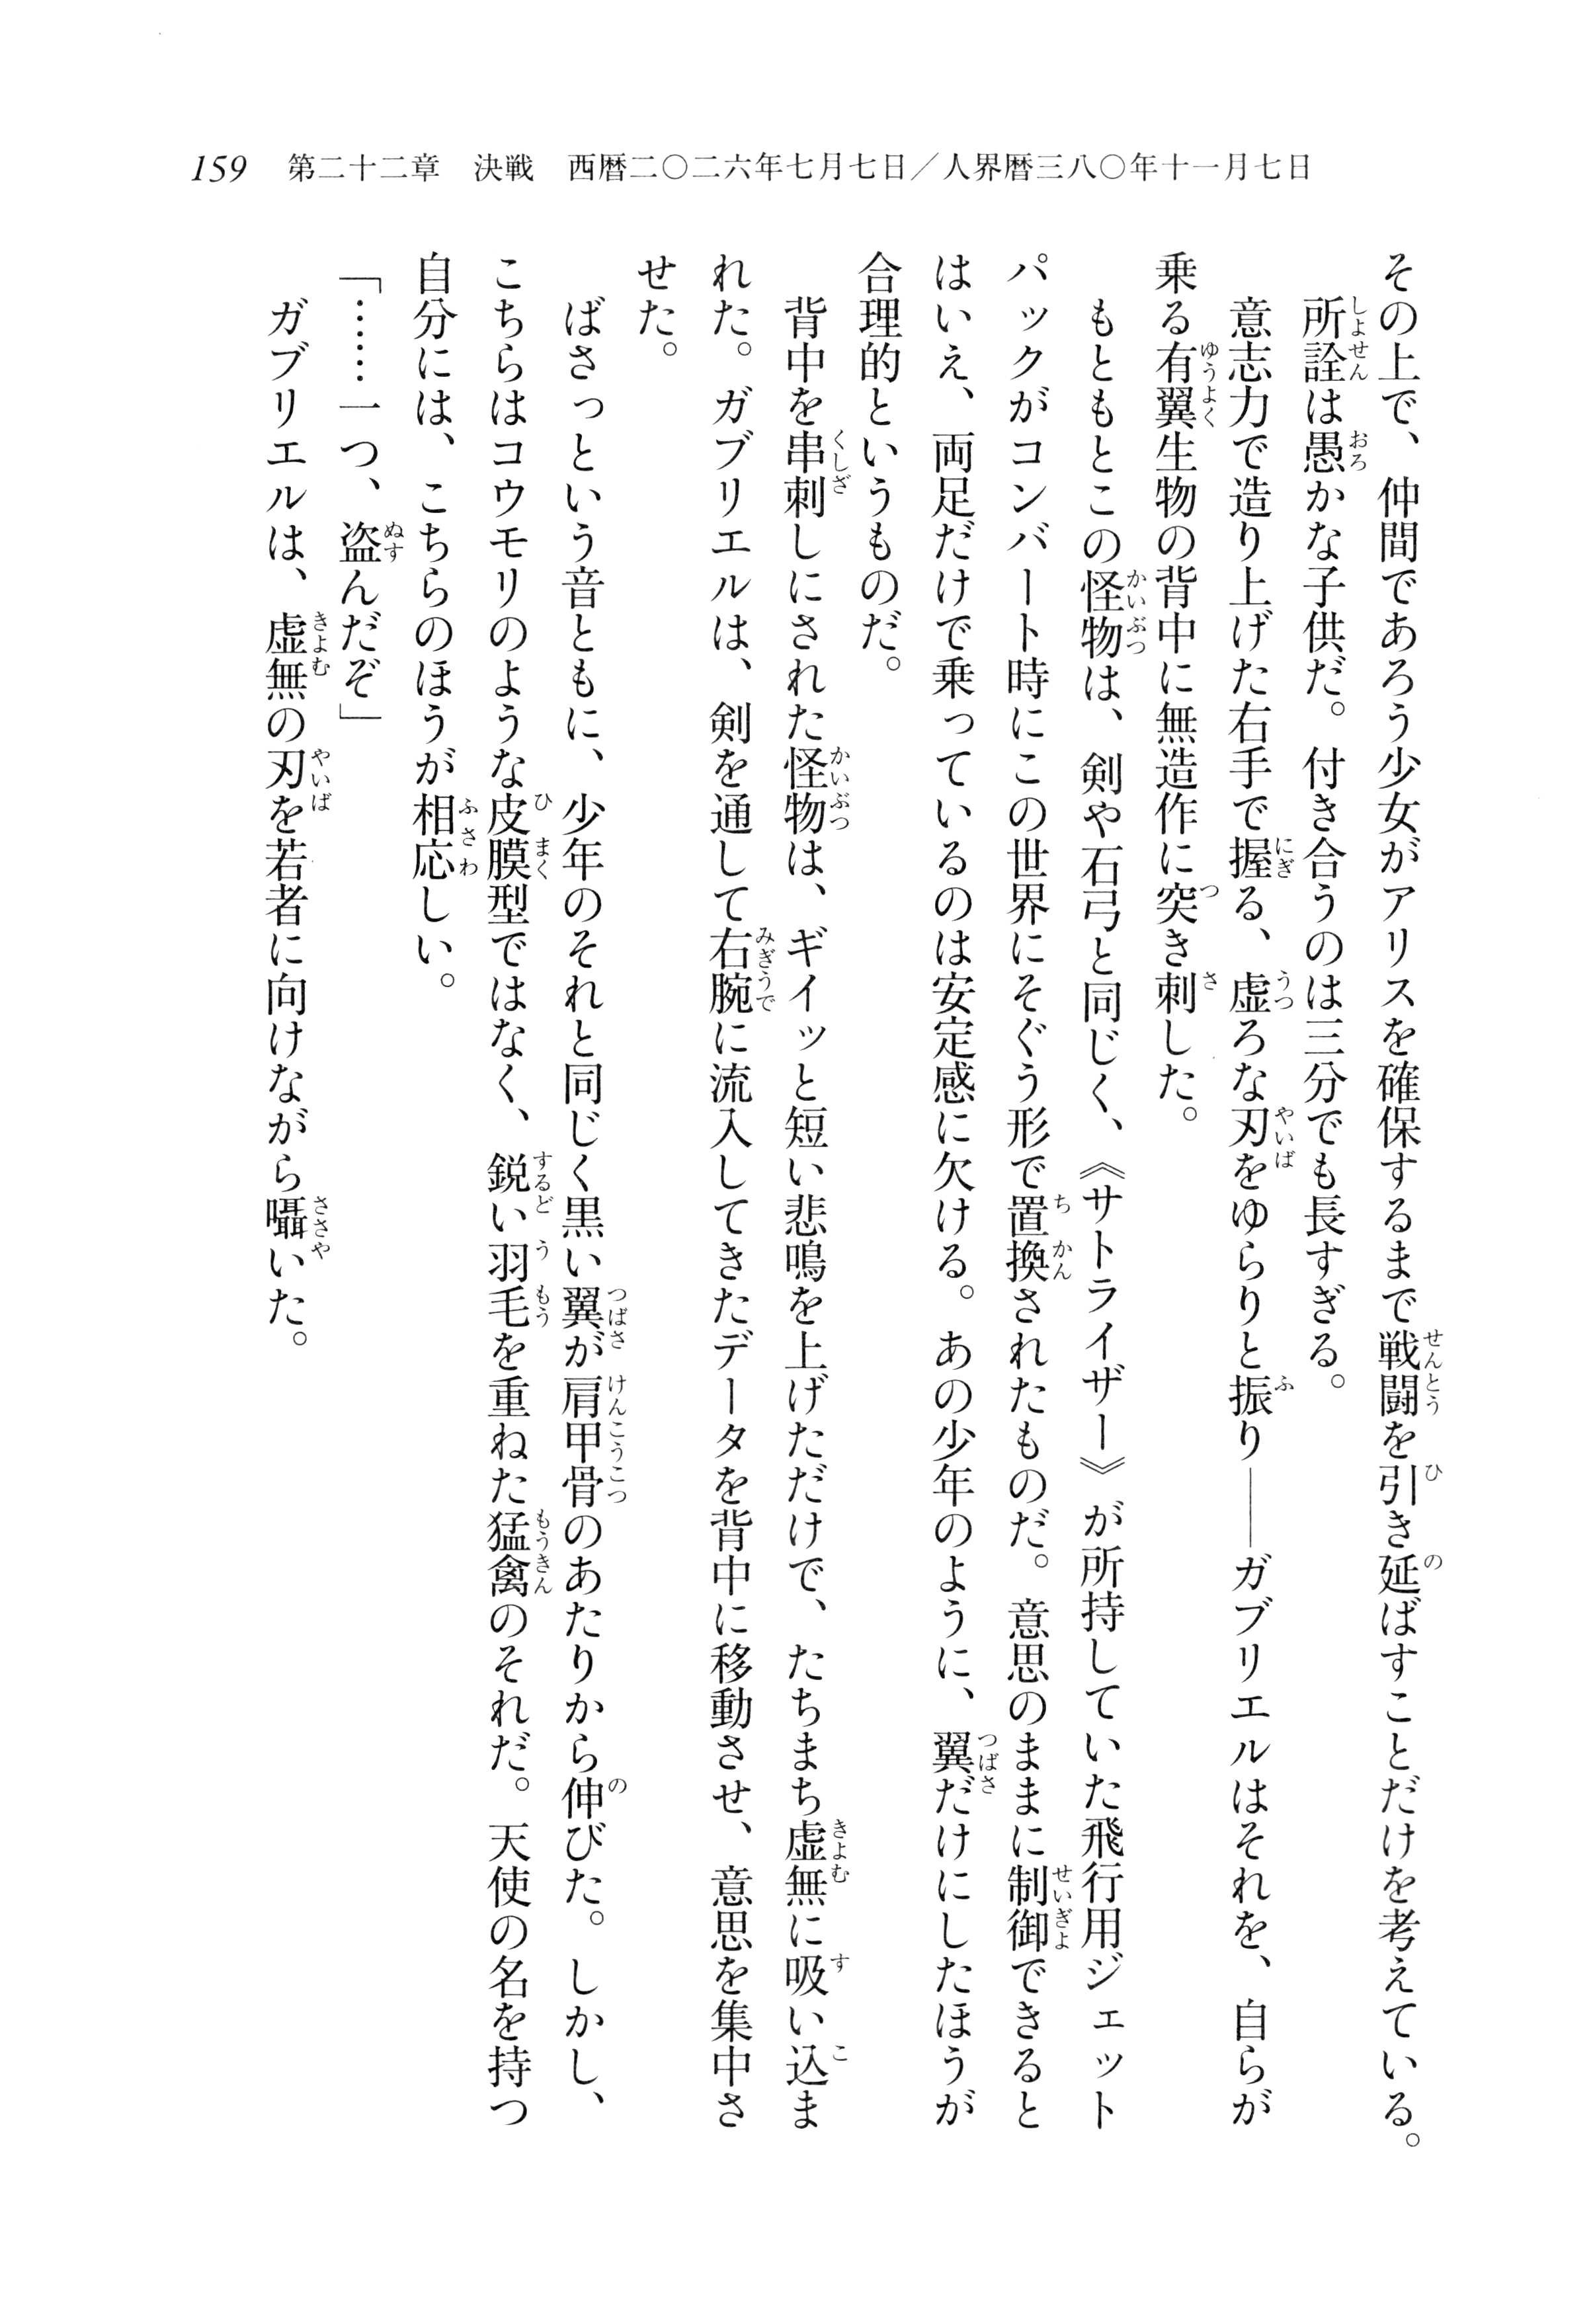 159　第二十二章　決戦　西暦二〇二六年七月七日／人界暦三八〇年十一月七日
その上で、仲間であろう少女がアリスを確保するまで戦闘を引き延ばすことだけを考えている。
所詮は愚かな子供だ。付き合うのは三分でも長すぎる。
意志力で造り上げた右手で握る、虚ろな刃をゆらりと振り――ガブリエルはそれを、自らが
乗る有翼生物の背中に無造作に突き刺した。
もともとこの怪物は、剣や石弓と同じく、《サトライザー》が所持していた飛行用ジェット
パックがコンバート時にこの世界にそぐう形で置換されたものだ。意思のままに制御できると
はいえ、両足だけで乗っているのは安定感に欠ける。あの少年のように、翼だけにしたほうが
合理的というものだ。
背中を串刺しにされた怪物は、ギイッと短い悲鳴を上げただけで、たちまち虚無に吸い込ま
れた。ガブリエルは、剣を通して右腕に流入してきたデータを背中に移動させ、意思を集中さ
せた。
ばさっという音ともに、少年のそれと同じく黒い翼が肩甲骨のあたりから伸びた。しかし、
こちらはコウモリのような皮膜型ではなく、鋭い羽毛を重ねた猛禽のそれだ。天使の名を持つ
自分には、こちらのほうが相応しい。
「……一つ、盗んだぞ」
ガブリエルは、虚無の刃を若者に向けながら囁いた。